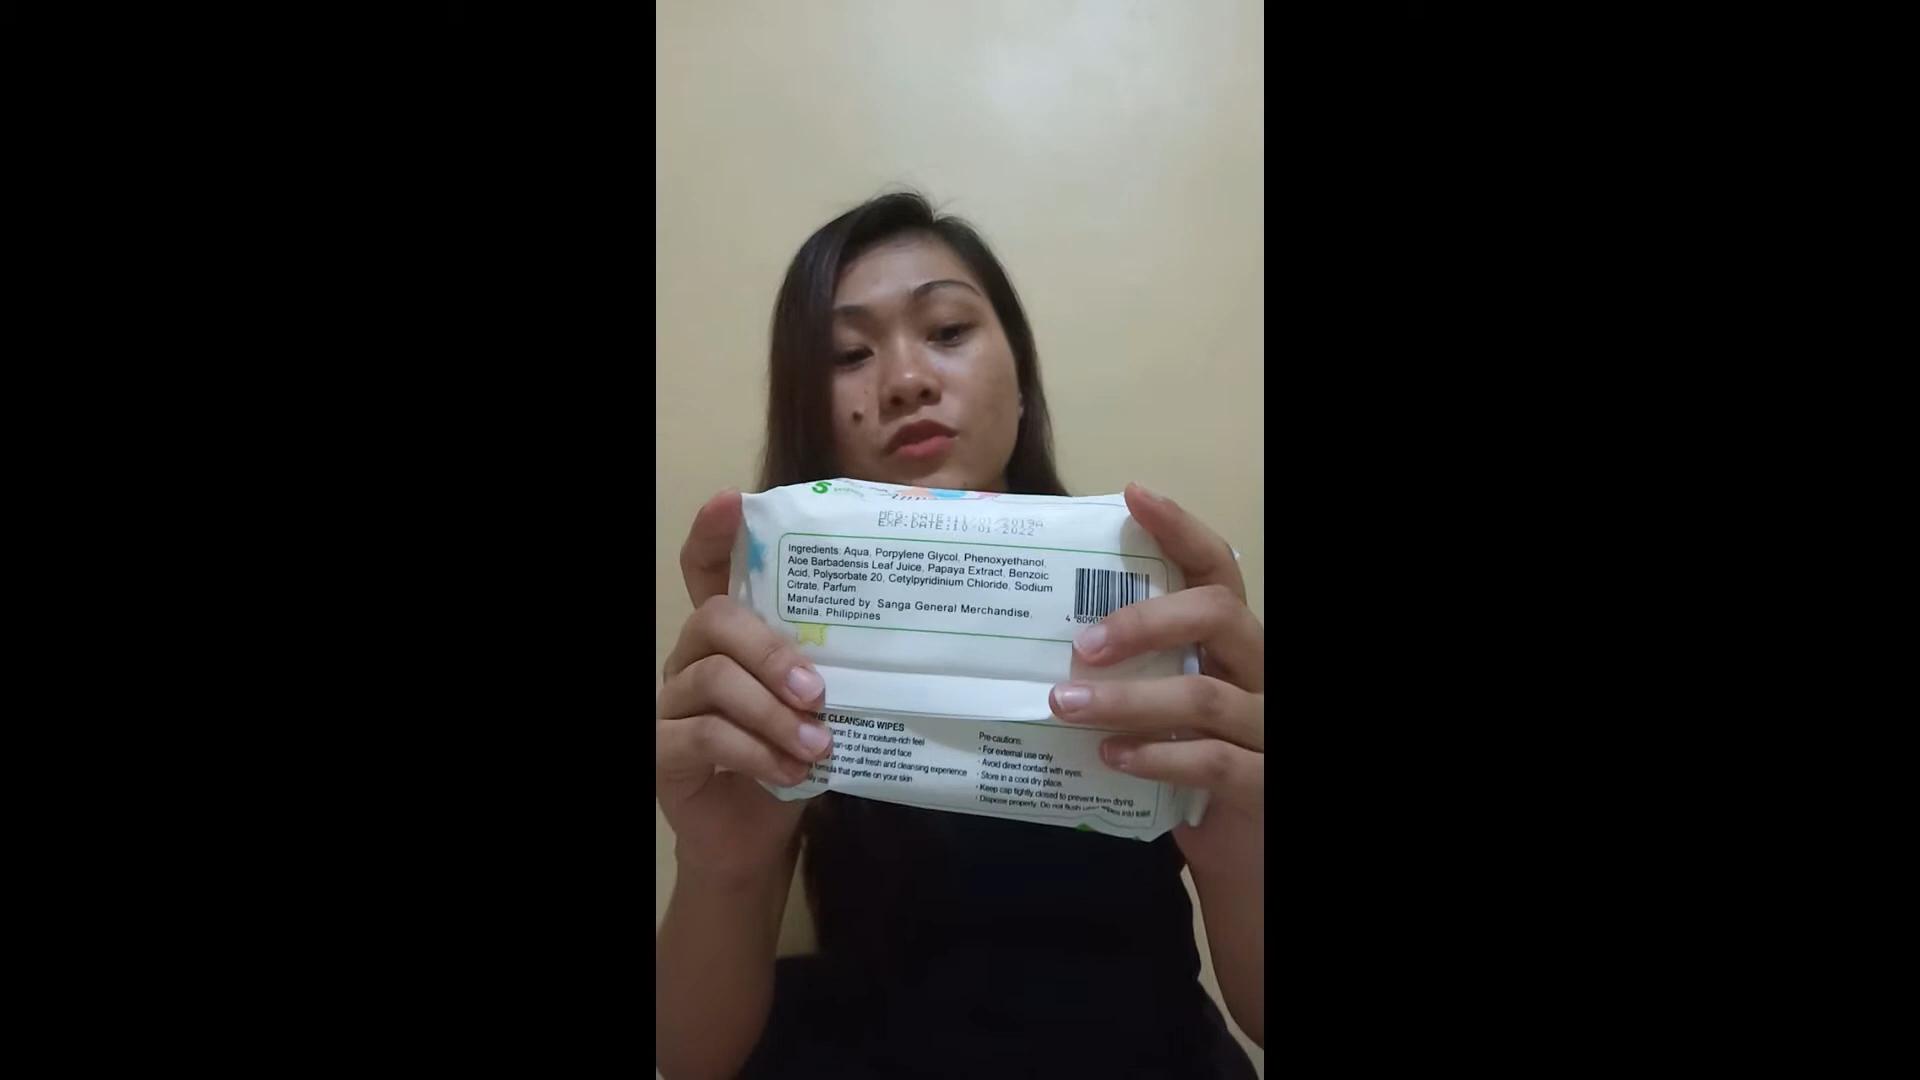 MFG.DATE:11/01/2019A
EXP.DATE:10-01-2022
Ingredients: Aqua, Porpylene Glycol, Phenoxyethanol,
Aloe Barbadensis Leaf Juice, Papaya Extract, Benzoic
Acid, Polysorbate 20, Cetylpyridinium Chloride, Sodium
Citrate, Parfum
Manufactured by: Sanga General Merchandise,
Manila, Philippines
CLEANSING WIPES
E for a moisture-rich feel
of hands and face
an over-all fresh and cleansing experience
formula that gentle on your skin
Pre-cautions:
· For external use only
· Avoid direct contact with eyes.
· Store in a cool dry place.
· Keep cap tightly closed to prevent from drying.
· Dispose properly. Do not flush into toilet